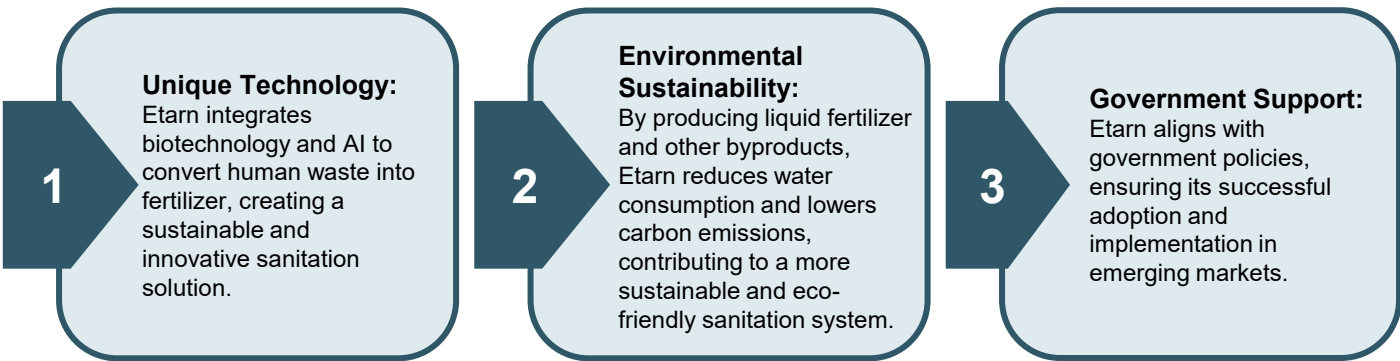 1
Unique Technology:
Etarn integrates
biotechnology and AI to
convert human waste into
fertilizer, creating a
sustainable and
innovative sanitation
solution.
2
Environmental
Sustainability:
By producing liquid fertilizer
and other byproducts,
Etarn reduces water
consumption and lowers
carbon emissions,
contributing to a more
sustainable and eco-
friendly sanitation system.
3
Government Support:
Etarn aligns with
government policies,
ensuring its successful
adoption and
implementation in
emerging markets.